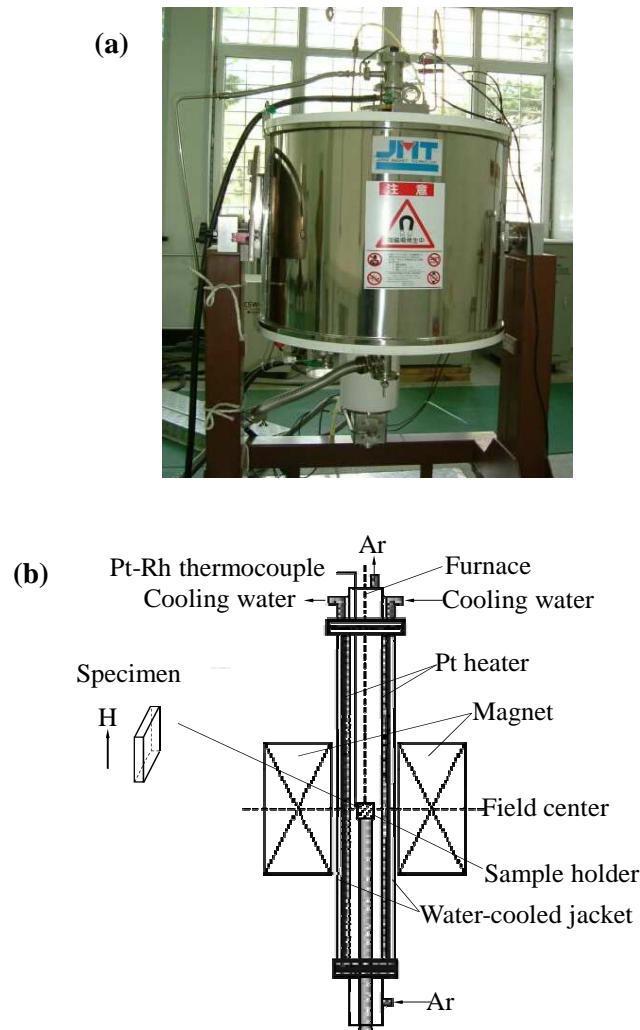 (a)
JMT
注 意
(b)
Ar
Pt-Rh thermocouple
Furnace
Cooling water
Cooling water
Pt heater
Specimen
H
Magnet
Field center
Sample holder
Water-cooled jacket
Ar